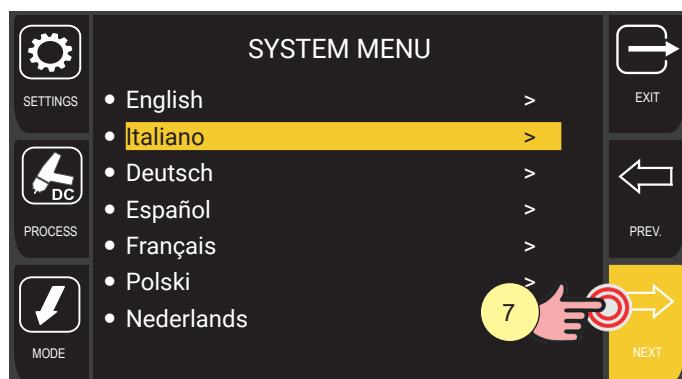 SYSTEM MENU
SETTINGS
EXIT
• English >
• Italiano >
• Deutsch >
DC
PROCESS
PREV.
• Español >
• Français >
• Polski >
• Nederlands
7
MODE
NEXT